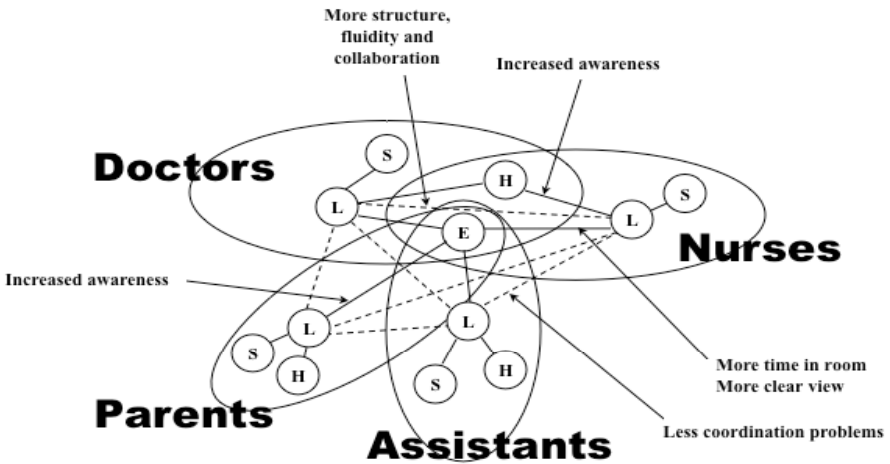 More structure,
fluidity and
collaboration
Increased awareness
Doctors
S
H
S
L
L
E
Nurses
Increased awareness
L
L
S
H
S
H
More time in room
More clear view
Parents
Assistants
Less coordination problems